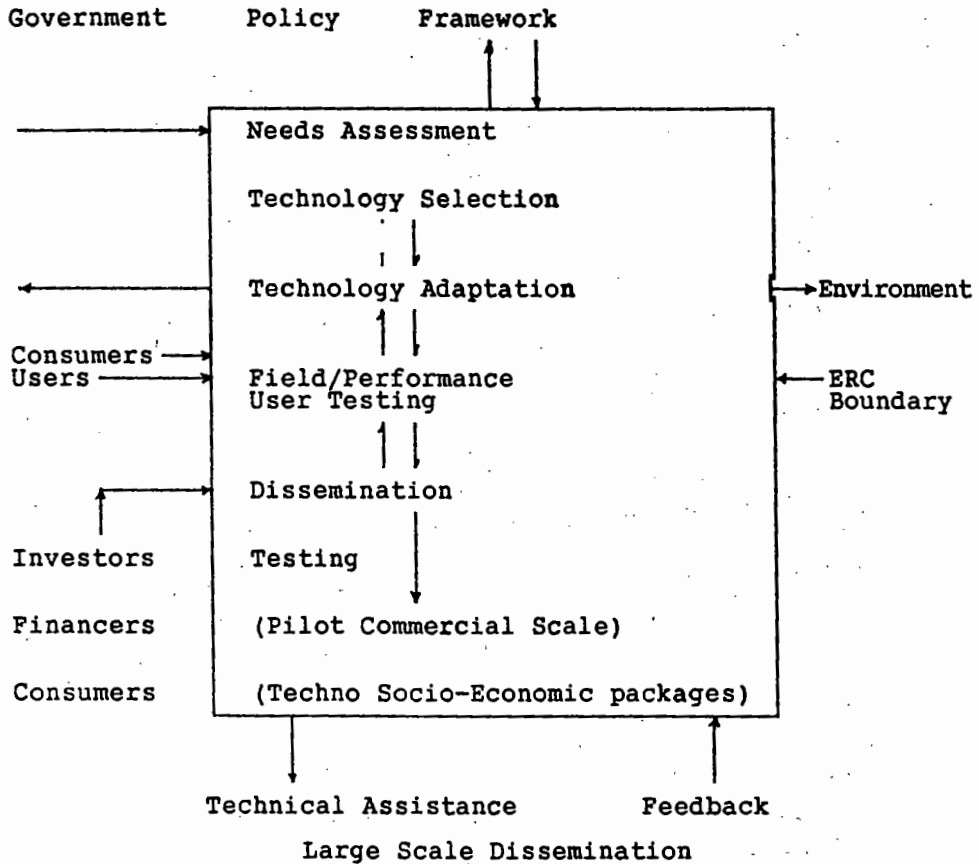 Government Policy Framework
Needs Assessment
Technology Selection
Technology Adaptation
Environment
Consumers
Users
Field/Performance
User Testing
ERC
Boundary
Dissemination
Investors
Testing
Financers
(Pilot Commercial Scale)
Consumers
(Techno Socio-Economic packages)
Technical Assistance
Feedback
Large Scale Dissemination